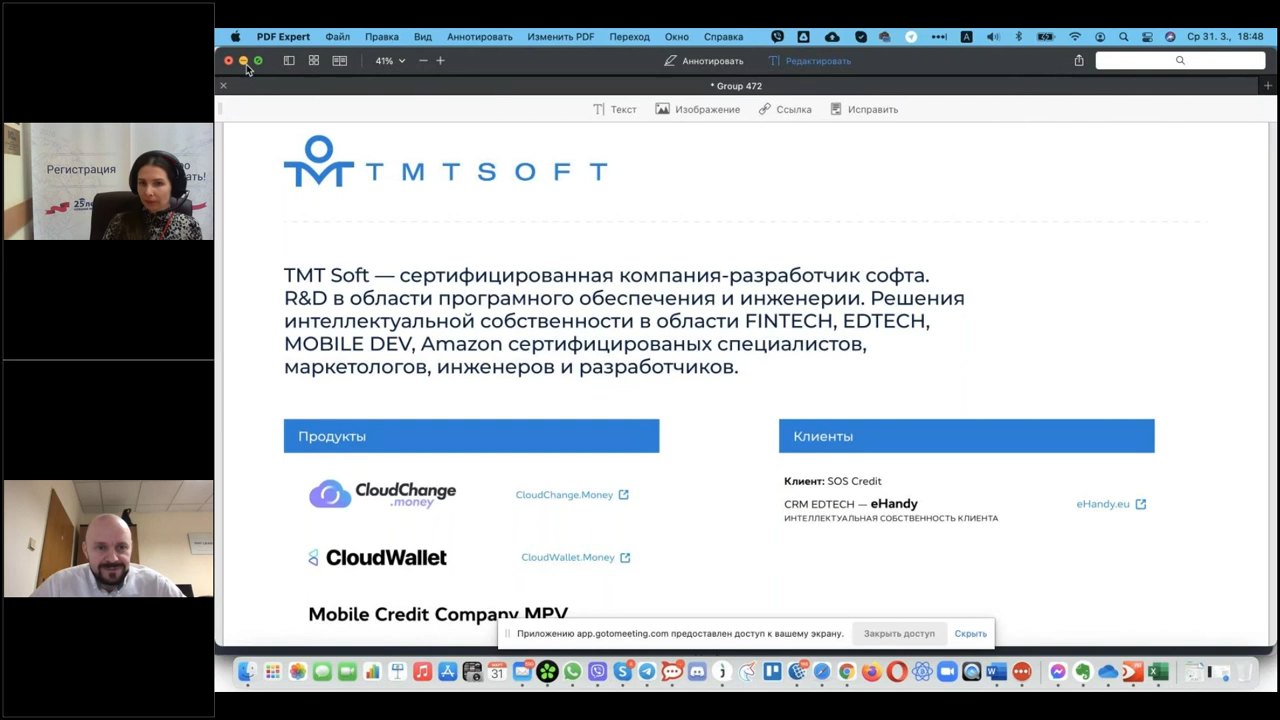 PDF Expert Файл Правка Вид Аннотировать Изменить PDF Переход Окно Справка A Ср 31. 3., 18:48
41% Аннотировать Редактировать
* Group 472
Текст Изображение Ссылка Исправить
Регистрация
TMTSOFT
TMT Soft — сертифицированная компания-разработчик софта.
R&D в области програмного обеспечения и инженерии. Решения
интеллектуальной собственности в области FINTECH, EDTECH,
MOBILE DEV, Amazon сертифицированых специалистов,
маркетологов, инженеров и разработчиков.
Продукты
Клиенты
CloudChange
.money
CloudChange.Money
Клиент: SOS Credit
CRM EDTECH — eHandy
eHandy.eu
ИНТЕЛЛЕКТУАЛЬНАЯ СОБСТВЕННОСТЬ КЛИЕНТА
CloudWallet
CloudWallet.Money
Mobile Credit Company MPV
Приложению app.gotomeeting.com предоставлен доступ к вашему экрану. Закрыть доступ Скрыть